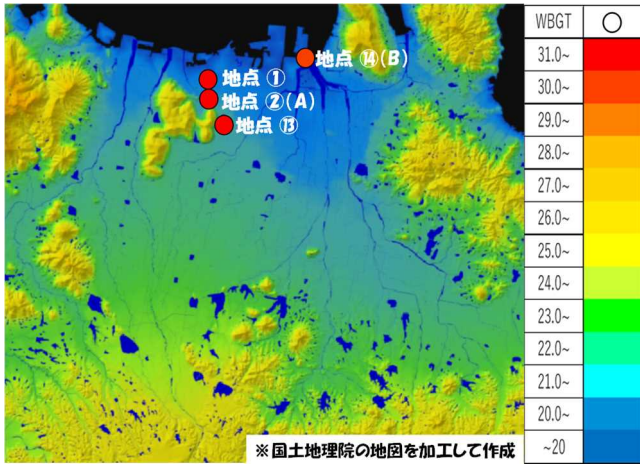 地点 ⑭(B)
地点 ①
地点 ②(A)
地点 ⑬
※国土地理院の地図を加工して作成
WBGT ○
31.0~
30.0~
29.0~
28.0~
27.0~
26.0~
25.0~
24.0~
23.0~
22.0~
21.0~
20.0~
~20